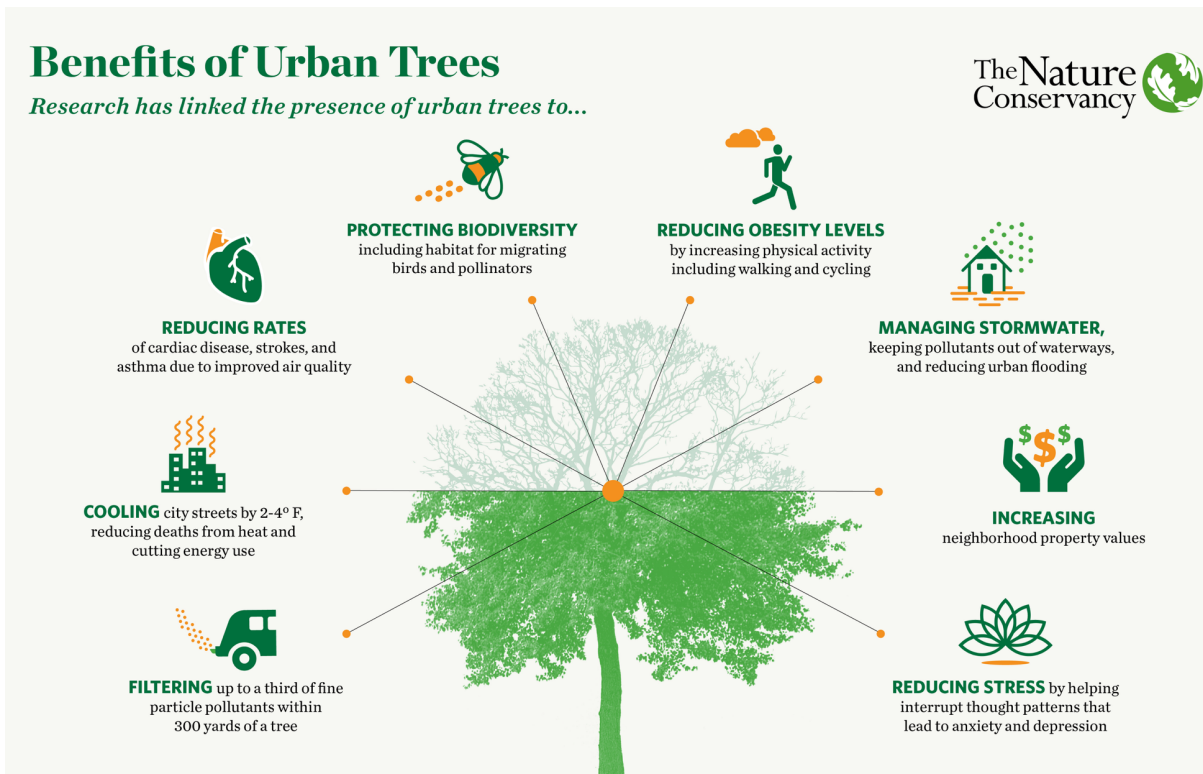 Benefits of Urban Trees
Research has linked the presence of urban trees to...
The Nature
Conservancy
PROTECTING BIODIVERSITY
including habitat for migrating
birds and pollinators
REDUCING OBESITY LEVELS
by increasing physical activity
including walking and cycling
REDUCING RATES
of cardiac disease, strokes, and
asthma due to improved air quality
MANAGING STORMWATER,
keeping pollutants out of waterways,
and reducing urban flooding
COOLING city streets by 2-4º F,
reducing deaths from heat and
cutting energy use
$ $ $
INCREASING
neighborhood property values
FILTERING up to a third of fine
particle pollutants within
300 yards of a tree
REDUCING STRESS by helping
interrupt thought patterns that
lead to anxiety and depression